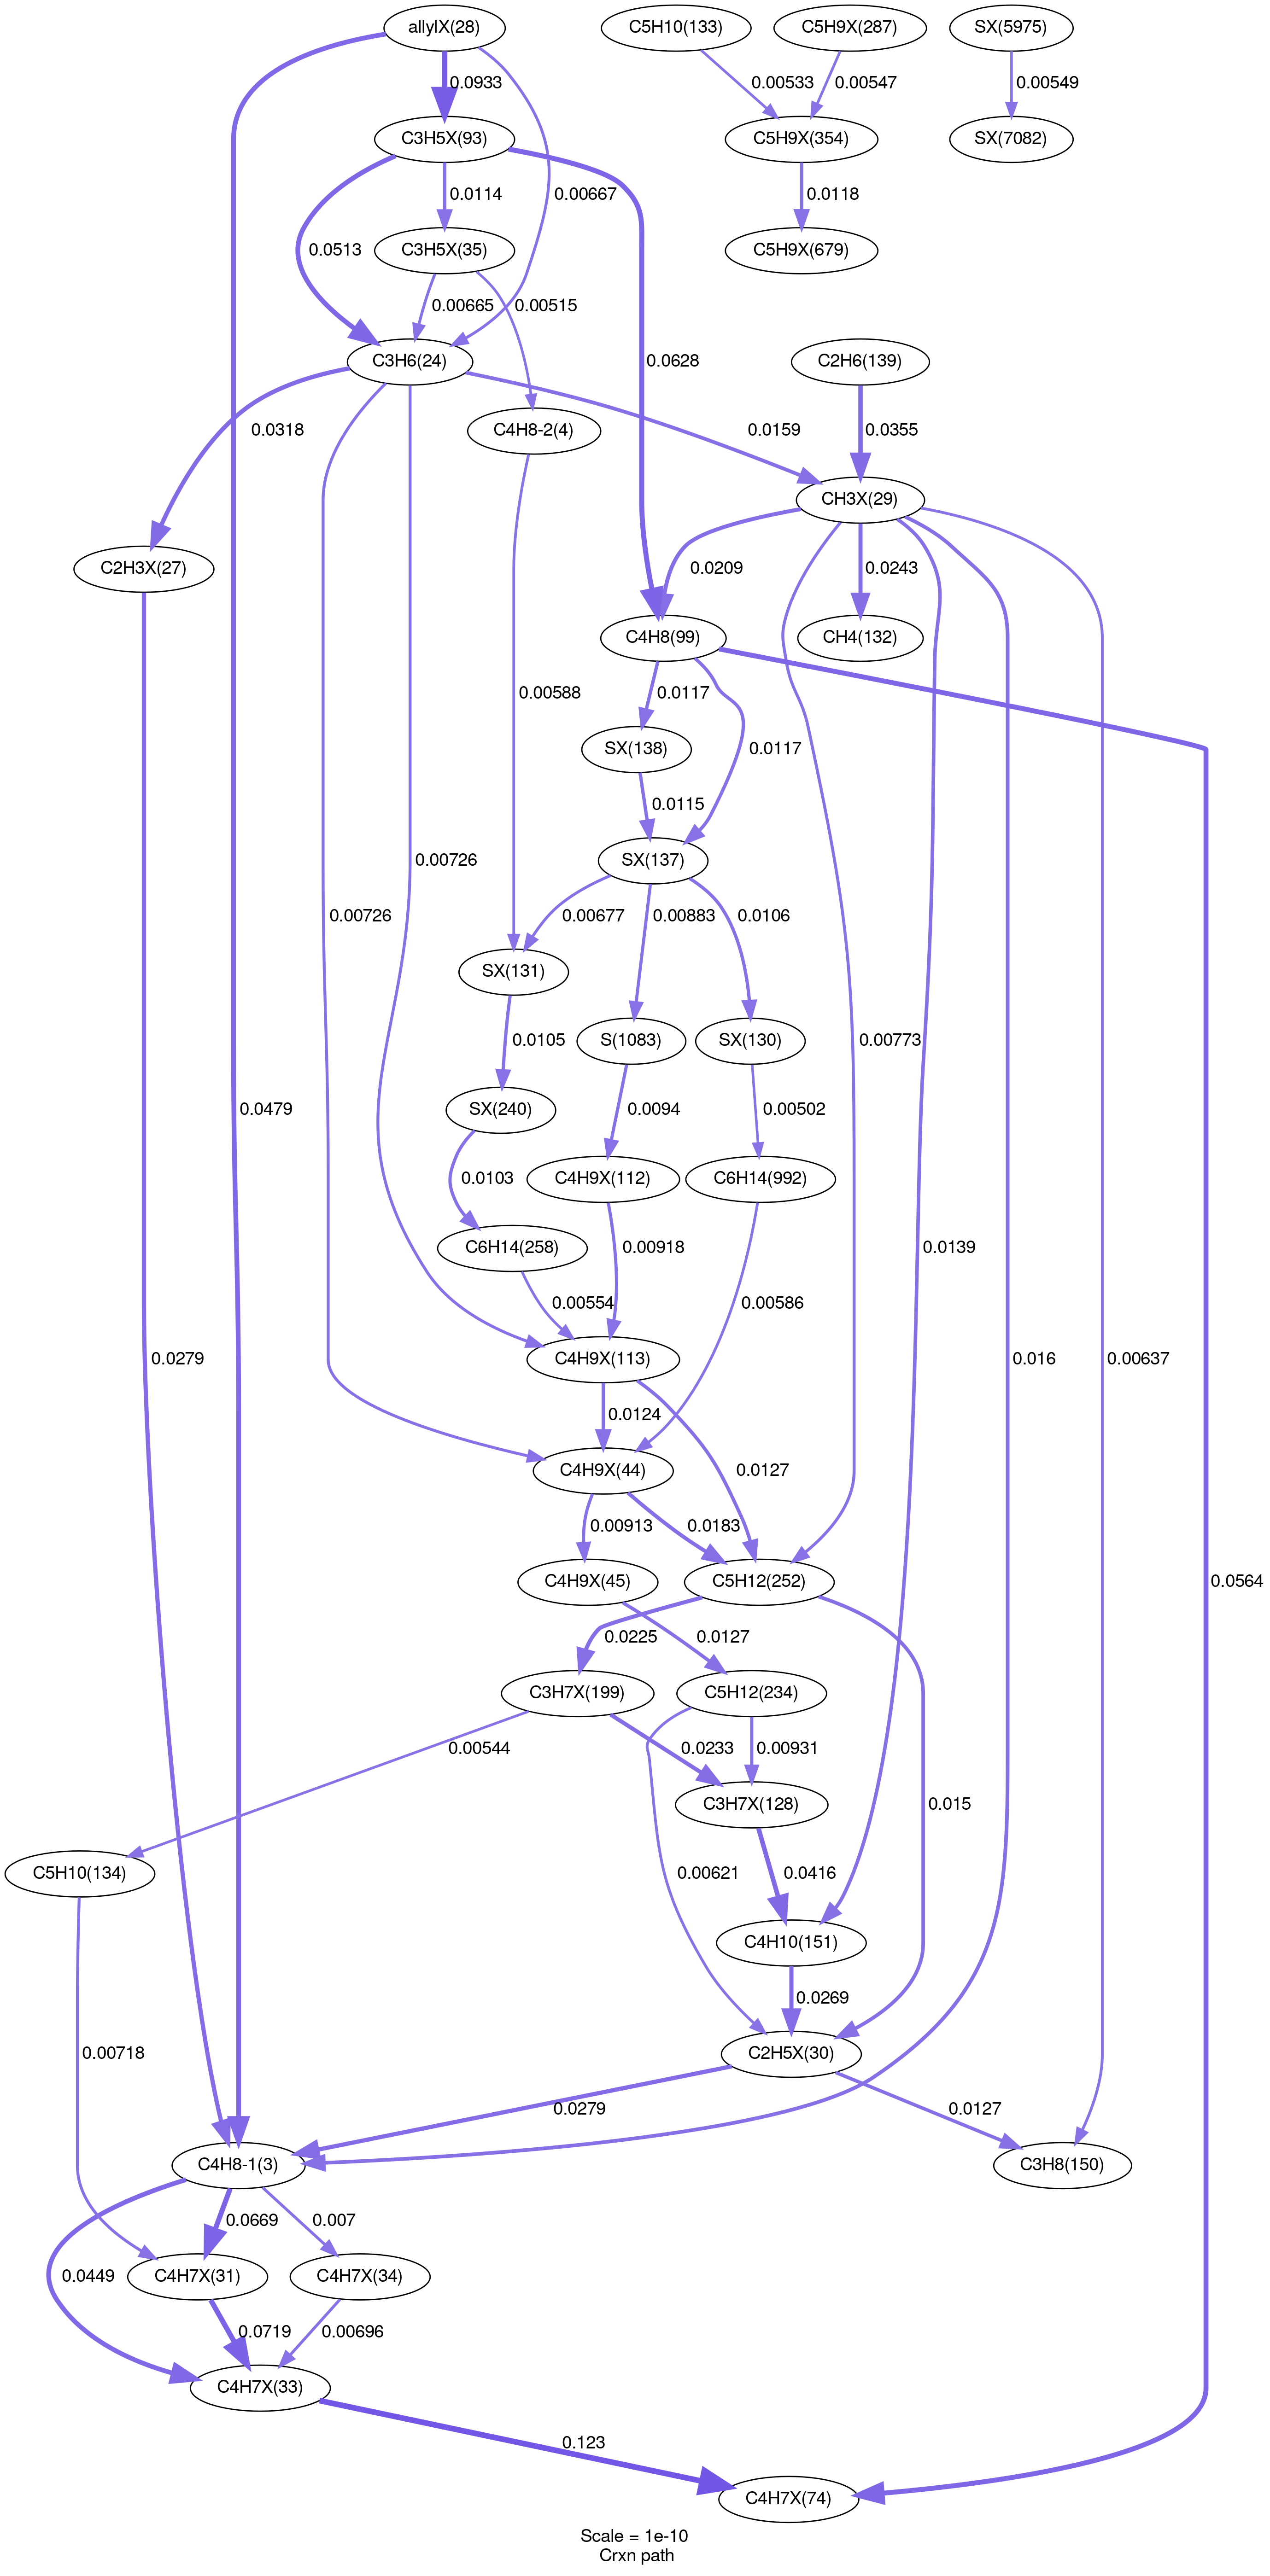 allylX(28)
C5H10(133)
C5H9X(287)
SX(5975)
0.0933
0.00533
0.00547
0.00549
C3H5X(93)
C5H9X(354)
SX(7082)
0.0114
0.00667
0.0118
0.0513
C3H5X(35)
C5H9X(679)
0.00665
0.00515
C3H6(24)
0.0628
C2H6(139)
0.0318
C4H8-2(4)
0.0159
0.0355
CH3X(29)
C2H3X(27)
0.0209
0.0243
C4H8(99)
CH4(132)
0.00588
0.0117
SX(138)
0.0117
0.0115
0.00726
SX(137)
0.00726
0.00677
0.00883
0.0106
SX(131)
0.0105
S(1083)
SX(130)
0.00773
0.0479
SX(240)
0.0094
0.00502
0.0103
C4H9X(112)
C6H14(992)
C6H14(258)
0.00918
0.0139
0.00554
0.00586
0.0279
C4H9X(113)
0.016
0.00637
0.0124
C4H9X(44)
0.0127
0.00913
0.0183
C4H9X(45)
C5H12(252)
0.0564
0.0225
0.0127
C3H7X(199)
C5H12(234)
0.00544
0.0233
0.00931
C3H7X(128)
0.015
C5H10(134)
0.00621
0.0416
C4H10(151)
0.0269
0.00718
C2H5X(30)
0.0279
0.0127
C4H8-1(3)
C3H8(150)
0.0669
0.007
0.0449
C4H7X(31)
C4H7X(34)
0.0719
0.00696
C4H7X(33)
0.123
C4H7X(74)
Scale = 1e-10
Crxn path